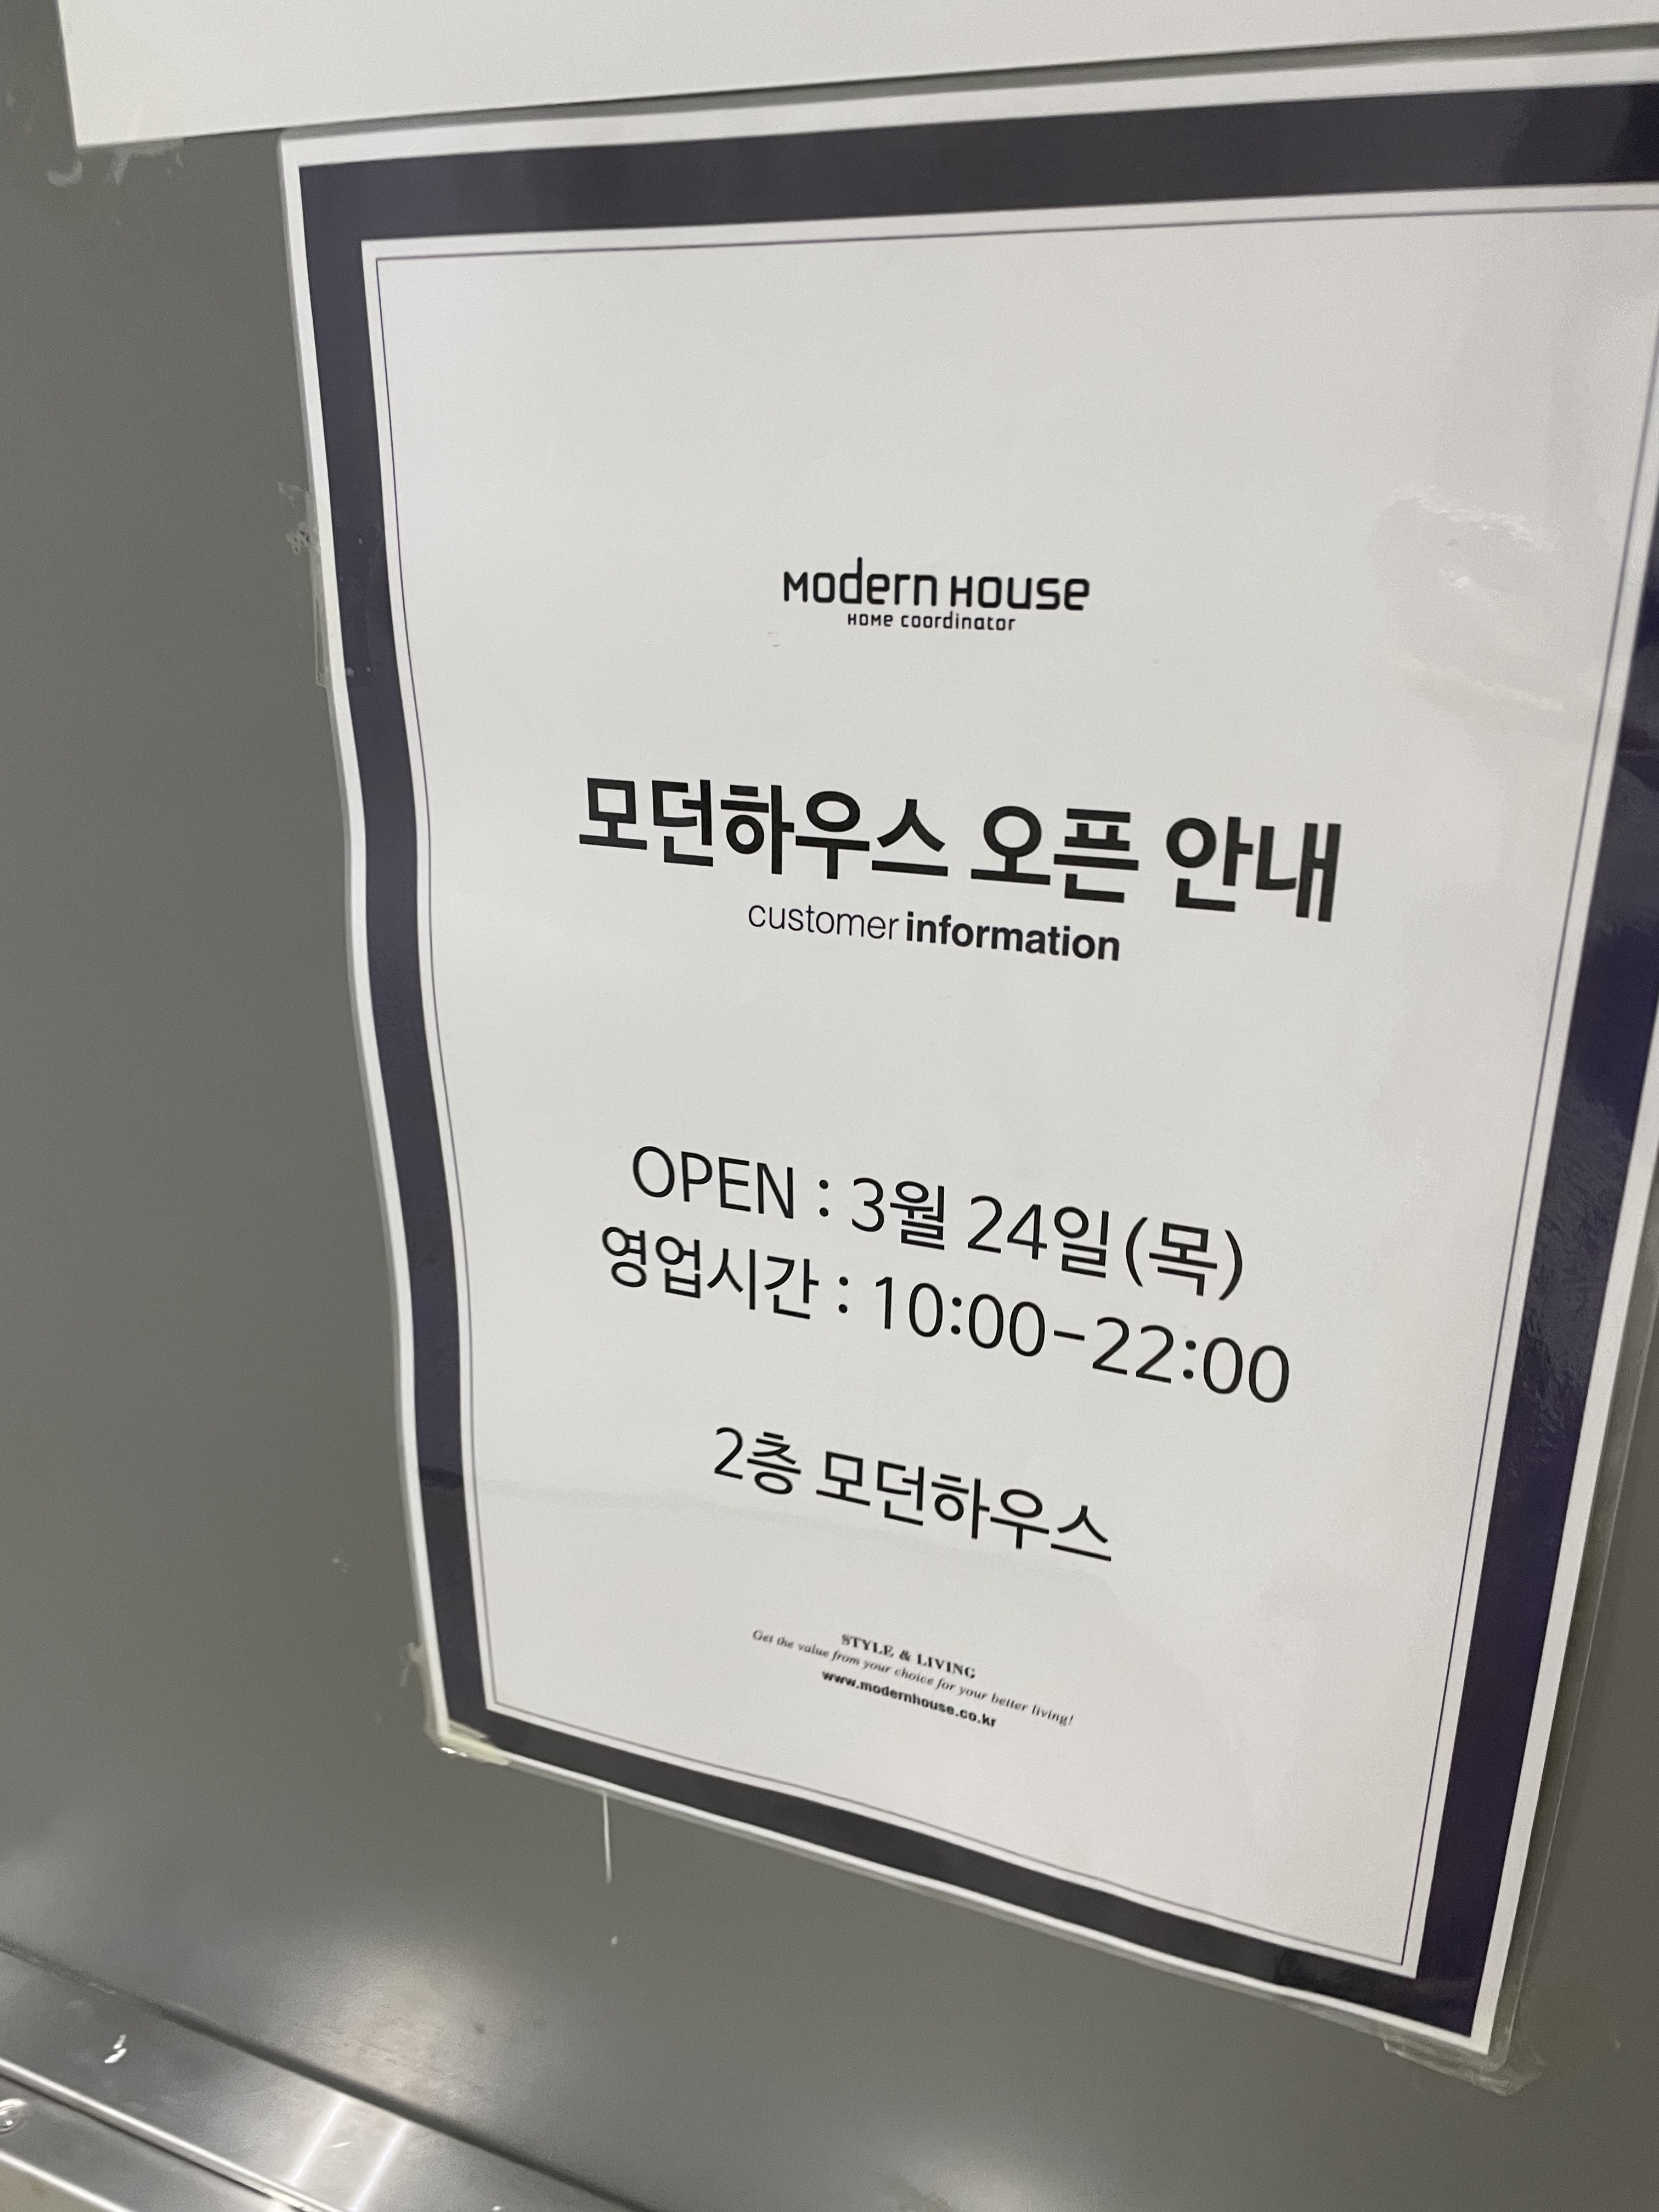 Modern House
Home coordinator
모던하우스 오픈 안내
customer information
OPEN : 3월 24일(목)
영업시간 : 10:00-22:00
2층 모던하우스
STYLE & LIVING
Get the value from your choice for your better living!
www.modernhouse.co.kr